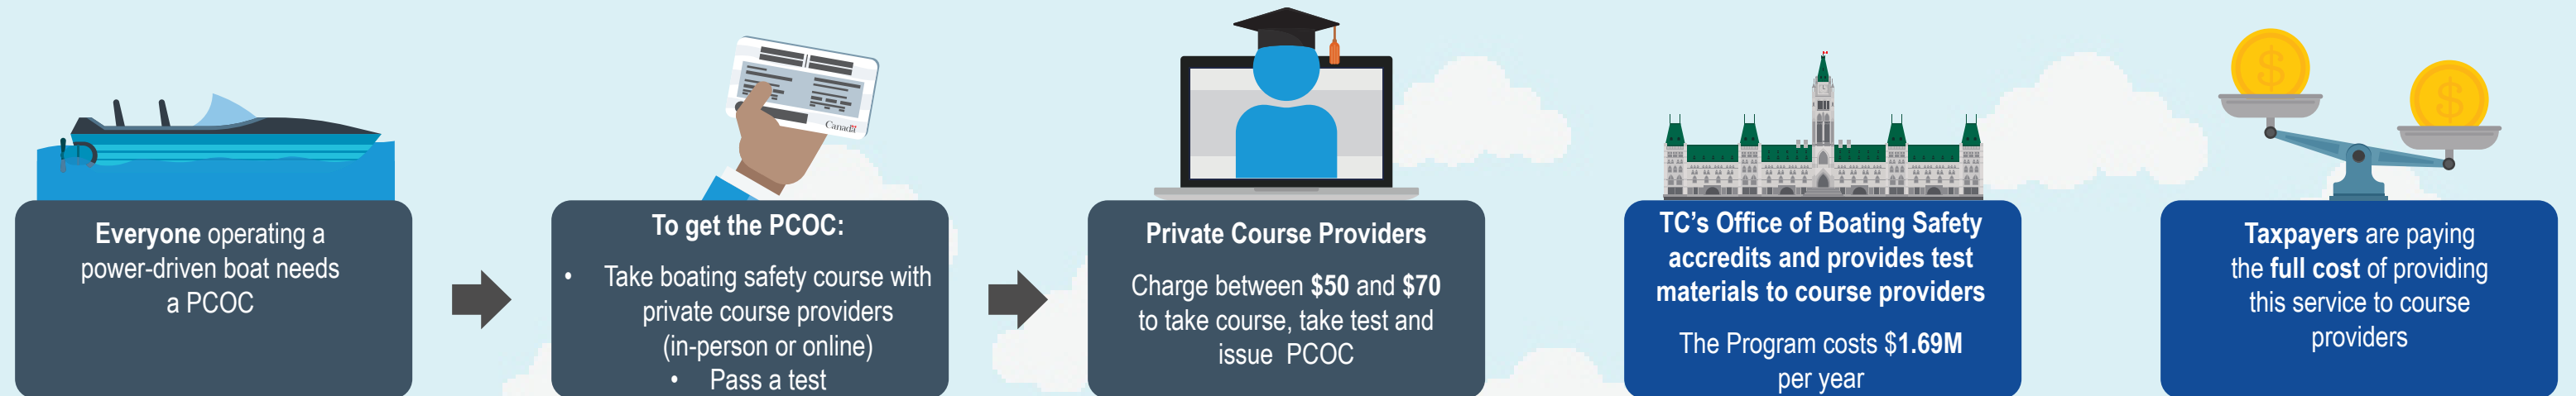 Canada
Everyone operating a
power-driven boat needs
a PCOC
To get the PCOC:
• Take boating safety course with
private course providers
(in-person or online)
• Pass a test
Private Course Providers
Charge between $50 and $70
to take course, take test and
issue PCOC
TC's Office of Boating Safety
accredits and provides test
materials to course providers
The Program costs $1.69M
per year
$
$
Taxpayers are paying
the full cost of providing
this service to course
providers